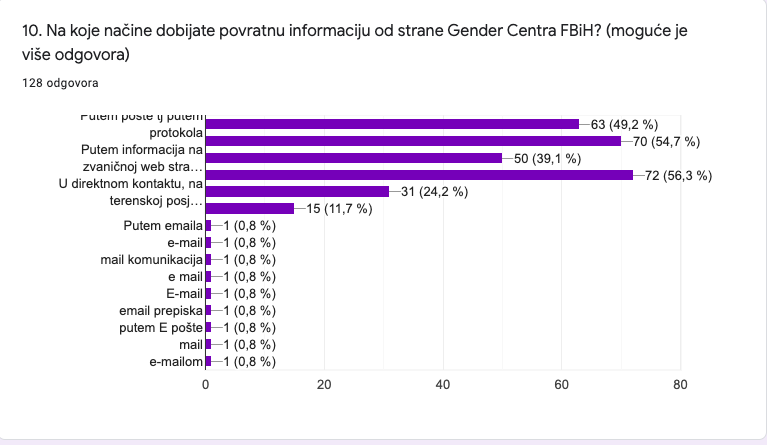 10. Na koje načine dobijate povratnu informaciju od strane Gender Centra FBiH? (moguće je
više odgovora)
128 odgovora
Putem pošte tj putem
protokola
63 (49,2 %)
70 (54,7 %)
Putem informacija na
zvaničnoj web stra…
50 (39,1 %)
72 (56,3 %)
U direktnom kontaktu, na
terenskoj posj…
31 (24,2 %)
15 (11,7 %)
Putem emaila
1 (0,8 %)
e-mail
1 (0,8 %)
mail komunikacija
1 (0,8 %)
e mail
1 (0,8 %)
E-mail
1 (0,8 %)
email prepiska
1 (0,8 %)
putem E pošte
1 (0,8 %)
mail
1 (0,8 %)
e-mailom
1 (0,8 %)
0
20
40
60
80